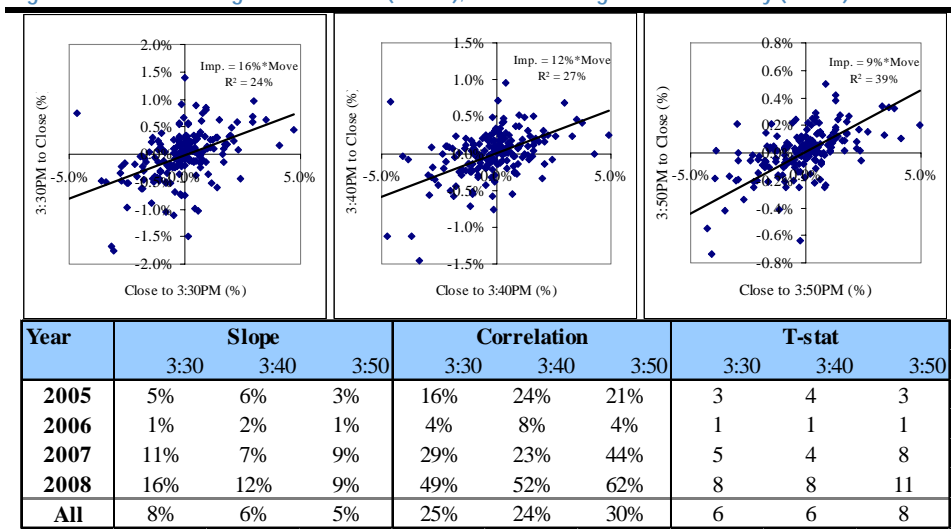 2.0%
1.5%
1.0%
0.5%
-5.0%
5.0%
-1.0%
-1.5%
-2.0%
Imp. = 16%*Move
R² = 24%
3:30PM to Close (%)
Close to 3:30PM (%)
1.5%
1.0%
0.5%
-5.0%
5.0%
-0.5%
-1.0%
-1.5%
Imp. = 12%*Move
R² = 27%
3:40PM to Close (%)
Close to 3:40PM (%)
0.8%
0.6%
0.4%
0.2%
-5.0%
5.0%
-0.2%
-0.4%
-0.6%
-0.8%
Imp. = 9%*Move
R² = 39%
3:50PM to Close (%)
Close to 3:50PM (%)
Year Slope Correlation T-stat
3:30 3:40 3:50 3:30 3:40 3:50 3:30 3:40 3:50
2005 5% 6% 3% 16% 24% 21% 3 4 3
2006 1% 2% 1% 4% 8% 4% 1 1 1
2007 11% 7% 9% 29% 23% 44% 5 4 8
2008 16% 12% 9% 49% 52% 62% 8 8 11
All 8% 6% 5% 25% 24% 30% 6 6 8